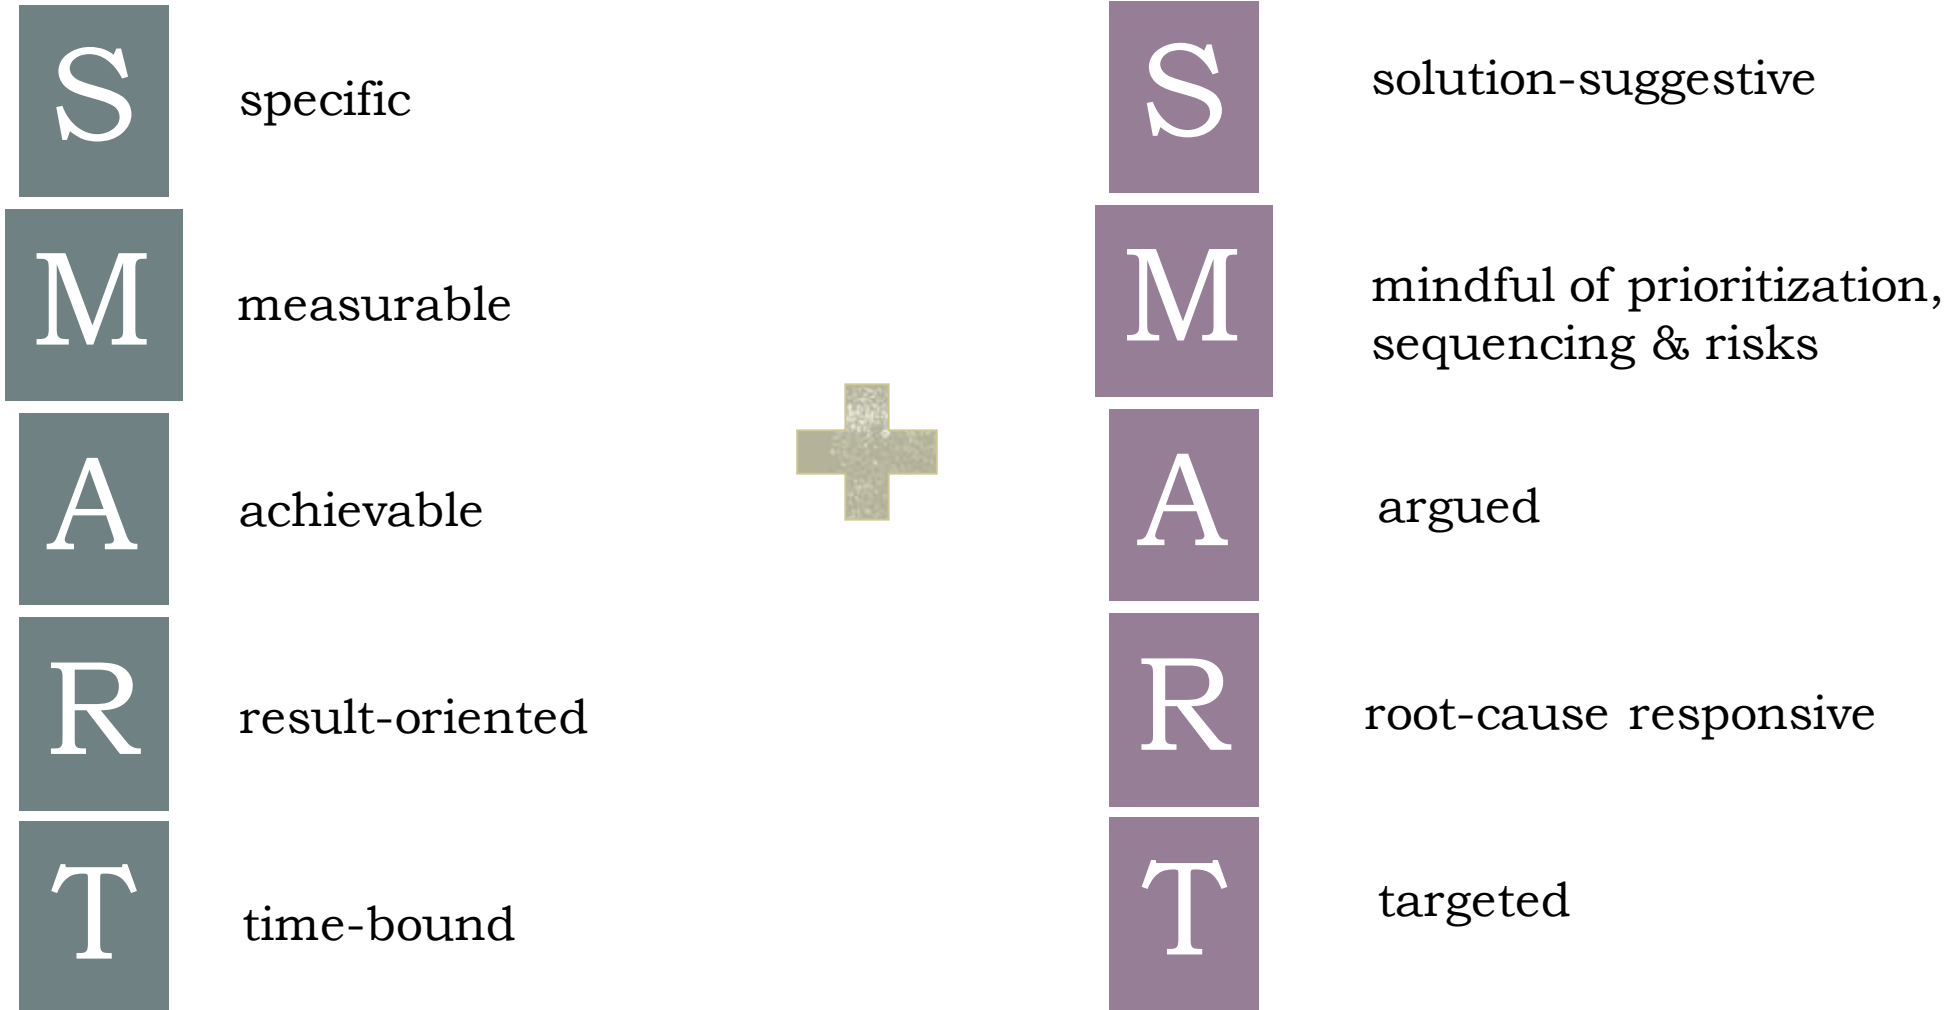 S
specific
M
measurable
A
achievable
R
result-oriented
T
time-bound
S
solution-suggestive
M
mindful of prioritization,
sequencing & risks
A
argued
R
root-cause responsive
T
targeted